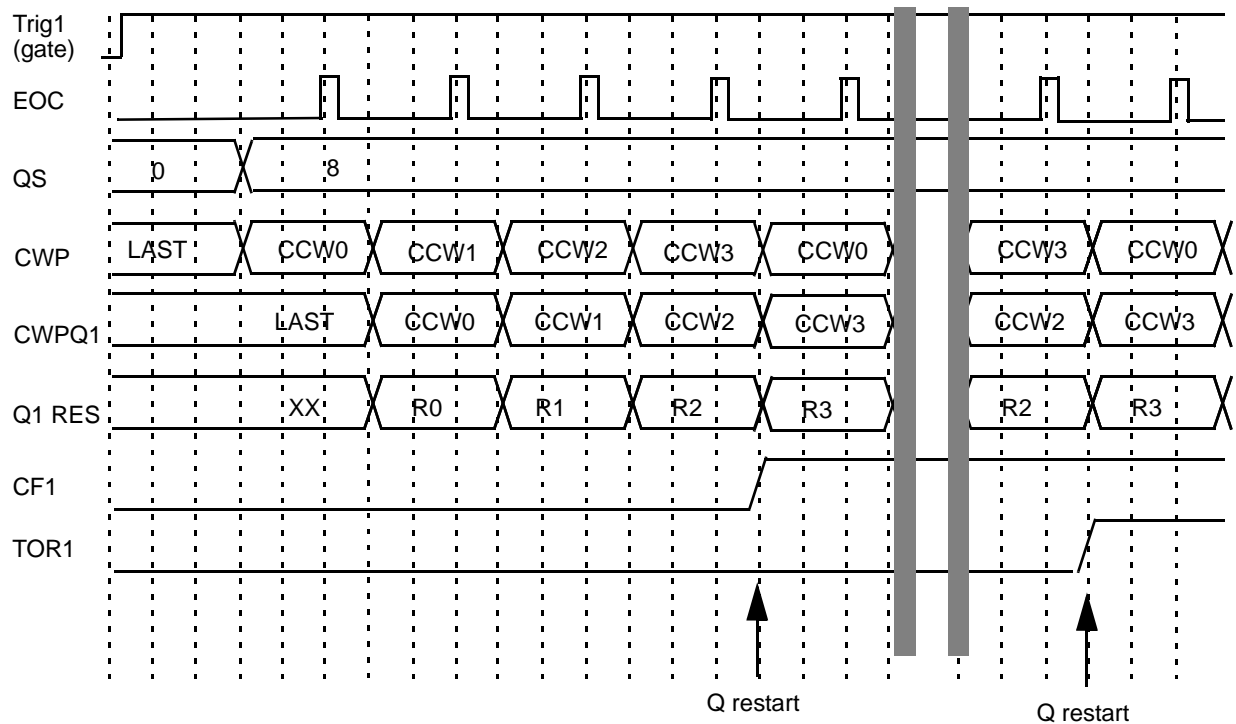 Trig1
(gate)
EOC
QS 0 8
CWP LAST CCW0 CCW1 CCW2 CCW3 CCW0 CCW3 CCW0
CWPQ1 LAST CCW0 CCW1 CCW2 CCW3 CCW2 CCW3
Q1 RES XX R0 R1 R2 R3 R2 R3
CF1
TOR1
Q restart Q restart